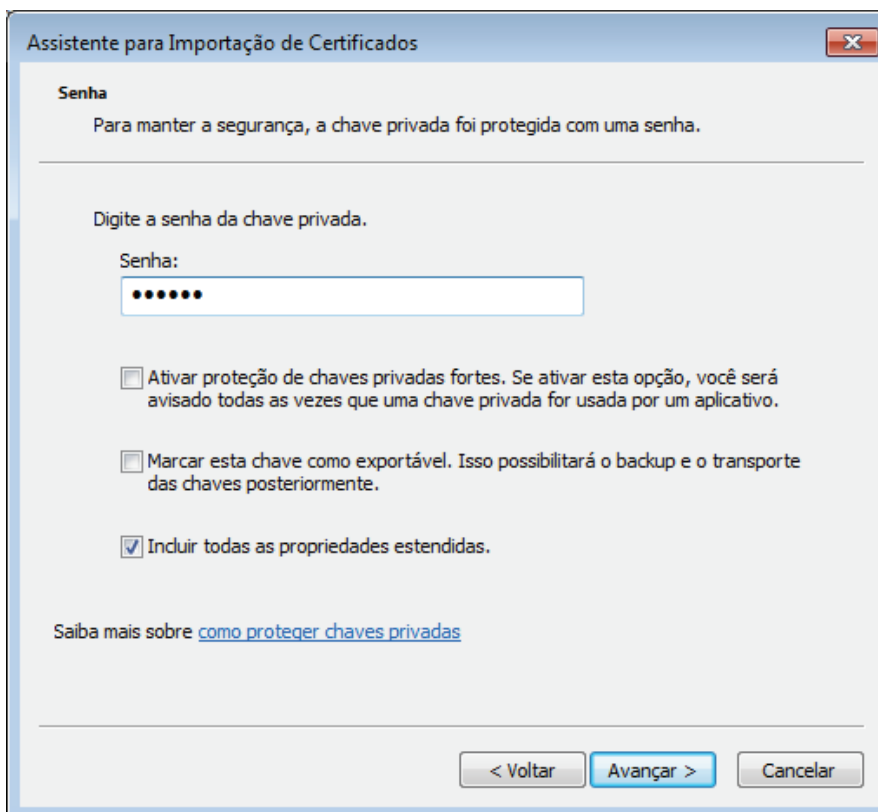 Assistente para Importação de Certificados
Senha
Para manter a segurança, a chave privada foi protegida com uma senha.
Digite a senha da chave privada.
Senha:
••••••
Ativar proteção de chaves privadas fortes. Se ativar esta opção, você será
avisado todas as vezes que uma chave privada for usada por um aplicativo.
Marcar esta chave como exportável. Isso possibilitará o backup e o transporte
das chaves posteriormente.
Incluir todas as propriedades estendidas.
Saiba mais sobre como proteger chaves privadas
< Voltar Avançar > Cancelar